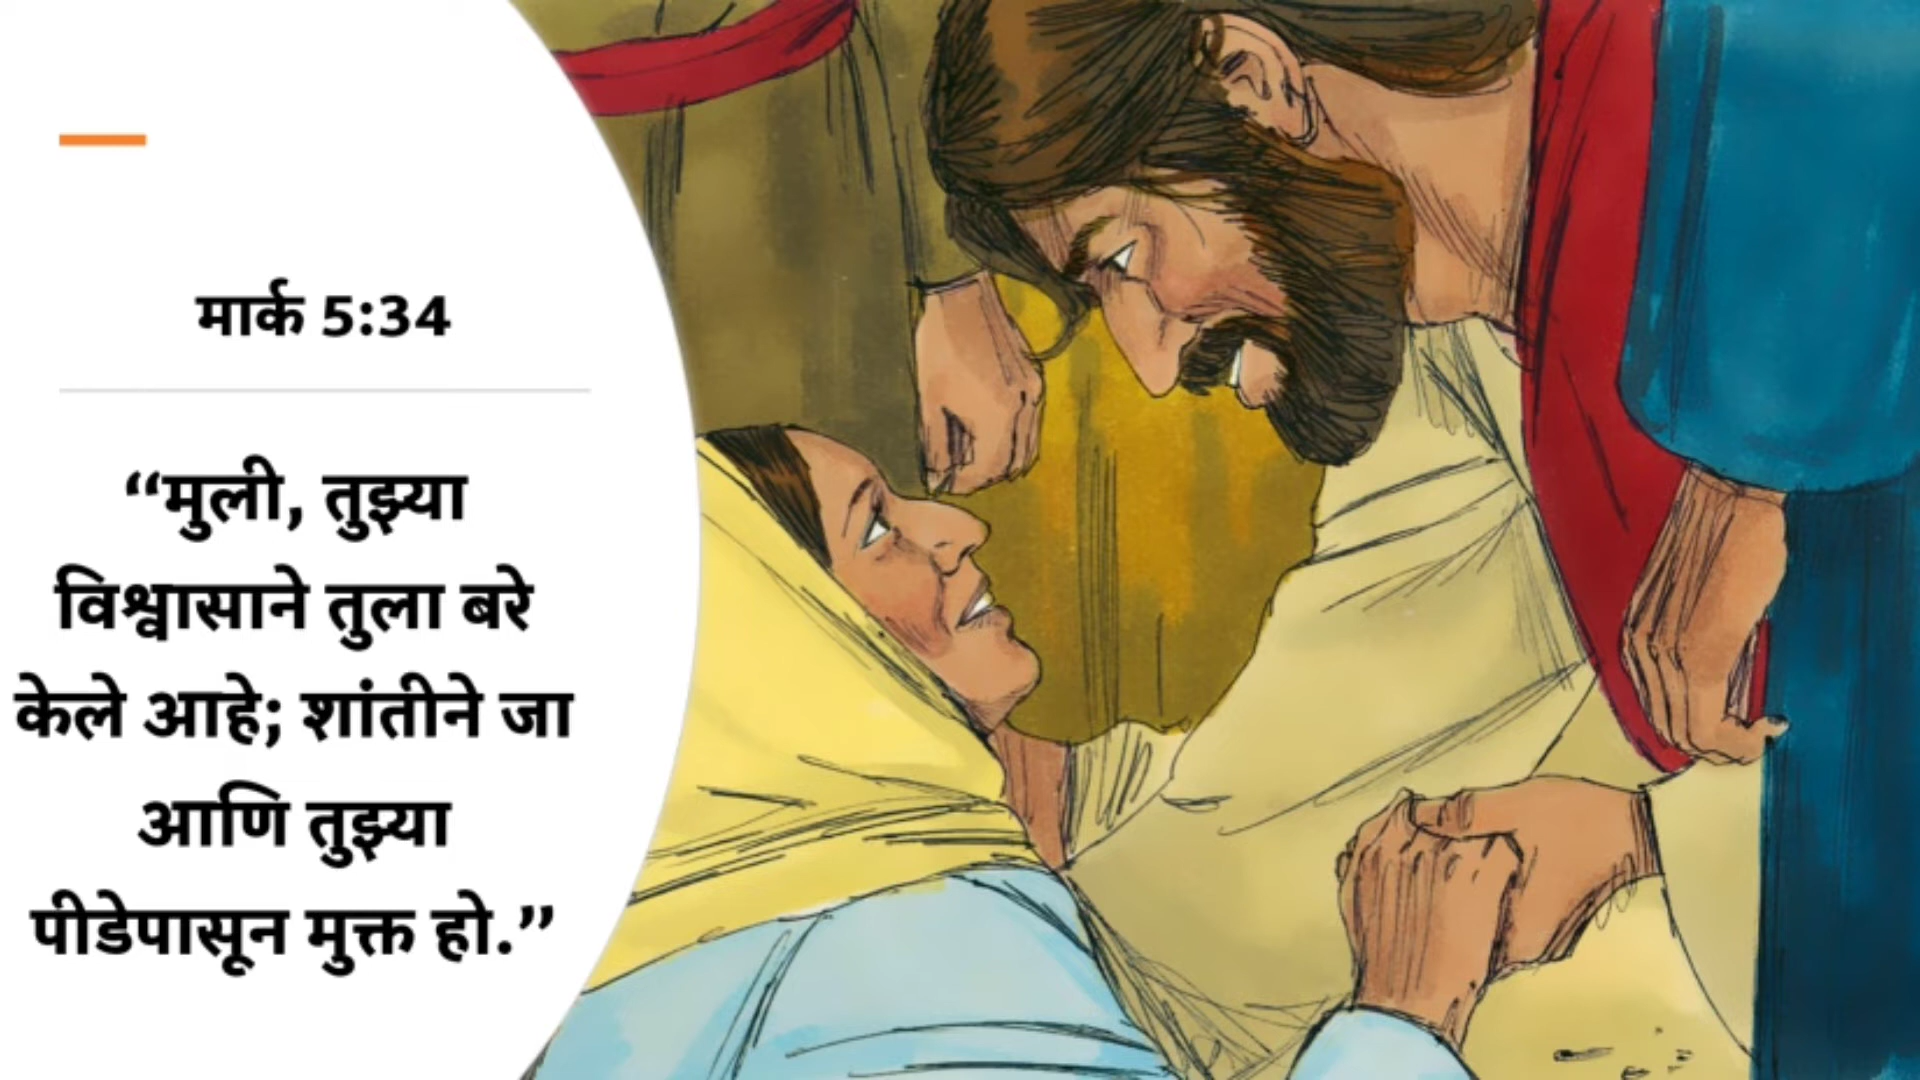 मार्क 5:34
“मुली, तुझ्या
विश्वासाने तुला बरे
केले आहे; शांतीने जा
आणि तुझ्या
पीडेपासून मुक्त हो.”